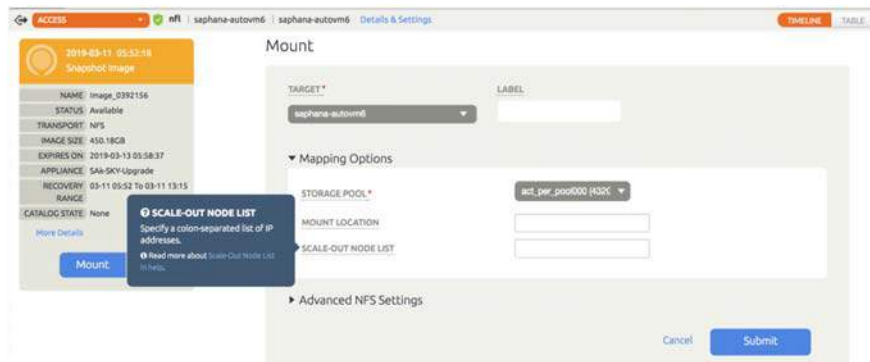 ACCESS
nfl
saphana-autovm6
saphana-autovm6
Details & Settings
TIMELINE
TABLE
2019-03-11 05:52:18
Snapshot Image
NAME Image_0392156
STATUS Available
TRANSPORT NFS
IMAGE SIZE 450.18GB
EXPIRES ON 2019-03-13 05:58:37
APPLIANCE SAk-SKY-Upgrade
RECOVERY RANGE 03-11 05:52 To 03-11 13:15
CATALOG STATE None
More Details
Mount
SCALE-OUT NODE LIST
Specify a colon-separated list of IP
addresses.
Read more about Scale-Out Node List
in help.
Mount
TARGET*
LABEL
saphana-autovm6
Mapping Options
STORAGE POOL*
act_per_pool000 (432(
MOUNT LOCATION
SCALE-OUT NODE LIST
Advanced NFS Settings
Cancel
Submit